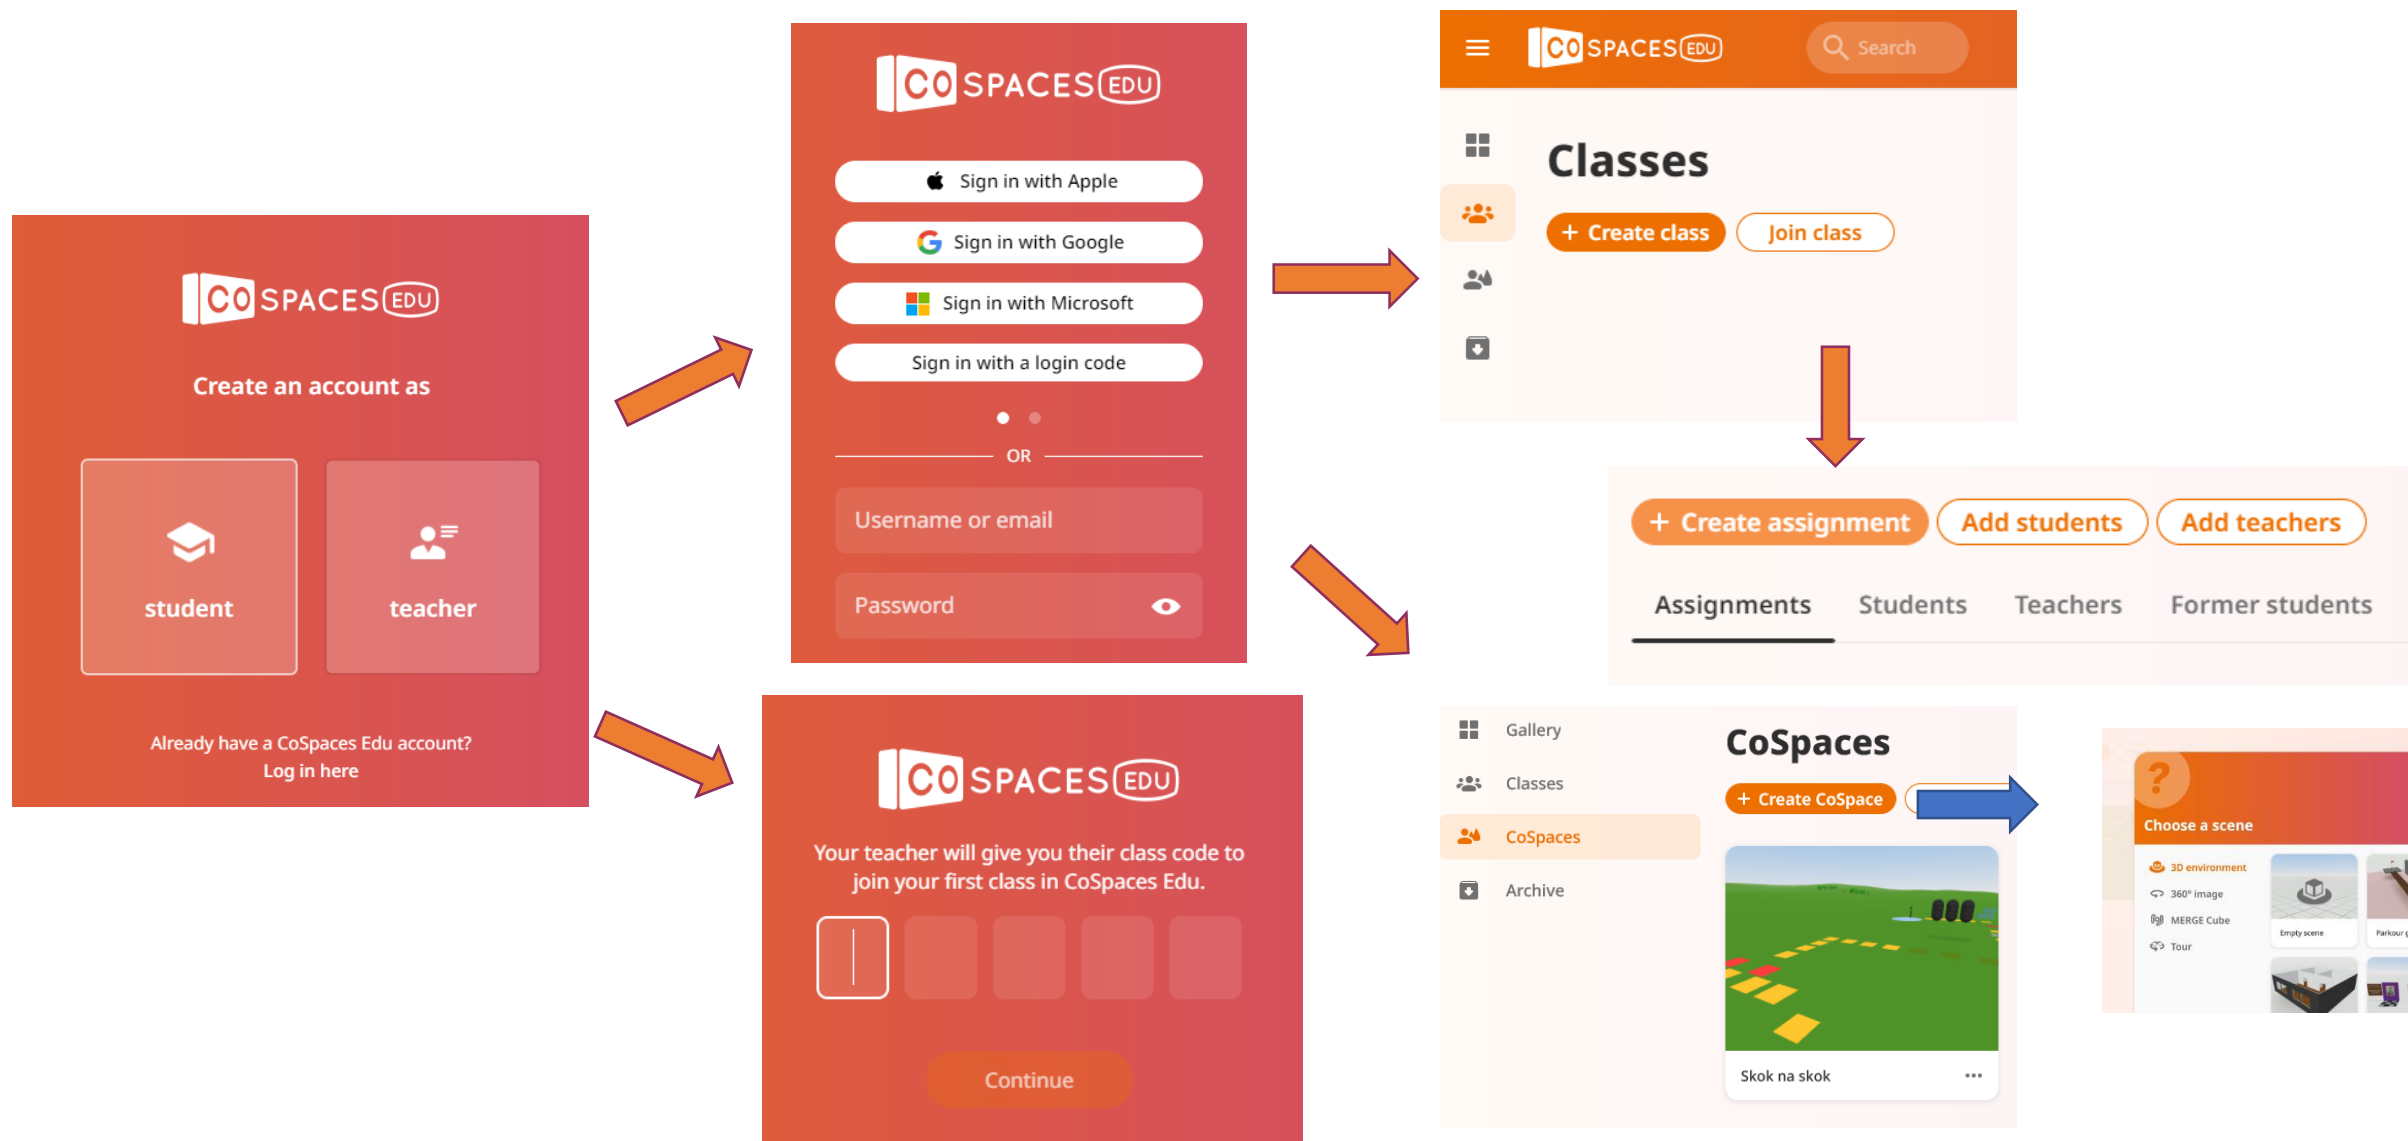 CO SPACES EDU
Create an account as
student
teacher
Already have a CoSpaces Edu account?
Log in here
CO SPACES EDU
Sign in with Apple
Sign in with Google
Sign in with Microsoft
Sign in with a login code
OR
Username or email
Password
CO SPACES EDU
Your teacher will give you their class code to
join your first class in CoSpaces Edu.
Continue
CO SPACES EDU
Search
Classes
+ Create class
Join class
+ Create assignment
Add students
Add teachers
Assignments
Students
Teachers
Former students
Gallery
Classes
CoSpaces
Archive
CoSpaces
+ Create CoSpace
Skok na skok
?
Choose a scene
3D environment
360° image
MERGE Cube
Tour
Empty scene
Parkour